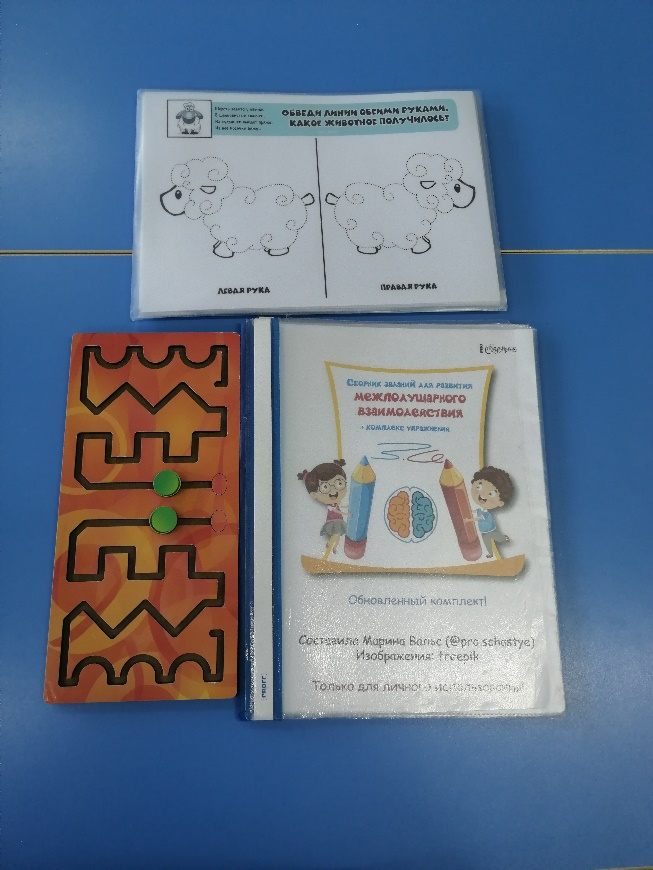 ОБВЕДИ ЛИНИИ ОБЕИМИ РУКАМИ.
КАКОЕ ЖИВОТНОЕ ПОЛУЧИЛОСЬ?
ЛЕВАЯ РУКА
ПРАВАЯ РУКА
Сборник заданий для развития
МЕЖПОЛУШАРНОГО
ВЗАИМОДЕЙСТВИЯ
+ комплекс упражнений
Обновленный комплект!
Составила Марина Вальс (@pro.schastye)
Изображения: freepik
Только для личного использования!